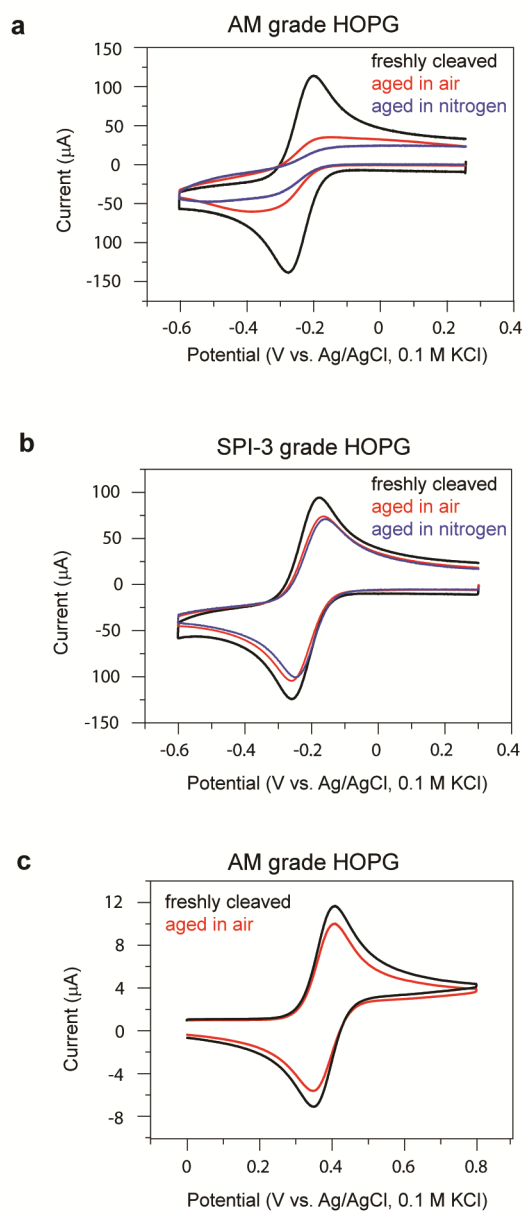 a
AM grade HOPG
freshly cleaved
aged in air
aged in nitrogen
150
100
50
0
-50
100
-150
Current (μA)
-0.6 -0.4 -0.2 0 0.2 0.4
Potential (V vs. Ag/AgCl, 0.1 M KCl)
b
SPI-3 grade HOPG
freshly cleaved
aged in air
aged in nitrogen
100
50
0
-50
100
-150
Current (μA)
-0.6 -0.4 -0.2 0 0.2 0.4
Potential (V vs. Ag/AgCl, 0.1 M KCl)
c
AM grade HOPG
freshly cleaved
aged in air
12
8
4
0
-4
-8
Current (μA)
0 0.2 0.4 0.6 0.8
Potential (V vs. Ag/AgCl, 0.1 M KCl)